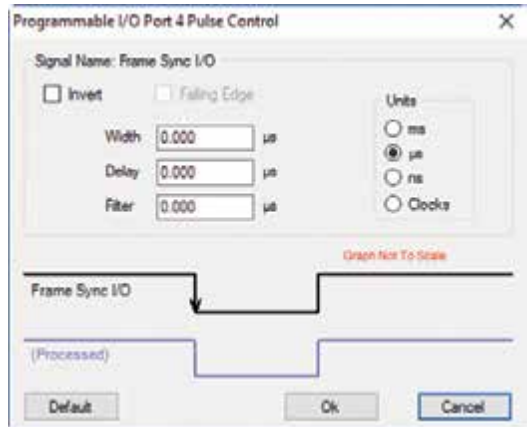 Programmable I/O Port 4 Pulse Control
Signal Name: Frame Sync I/O
Invert
Falling Edge
Width 0.000 µs
Delay 0.000 µs
Filter 0.000 µs
Units
ms
µs
ns
Clocks
Graph Not To Scale
Frame Sync I/O
(Processed)
Default
Ok
Cancel